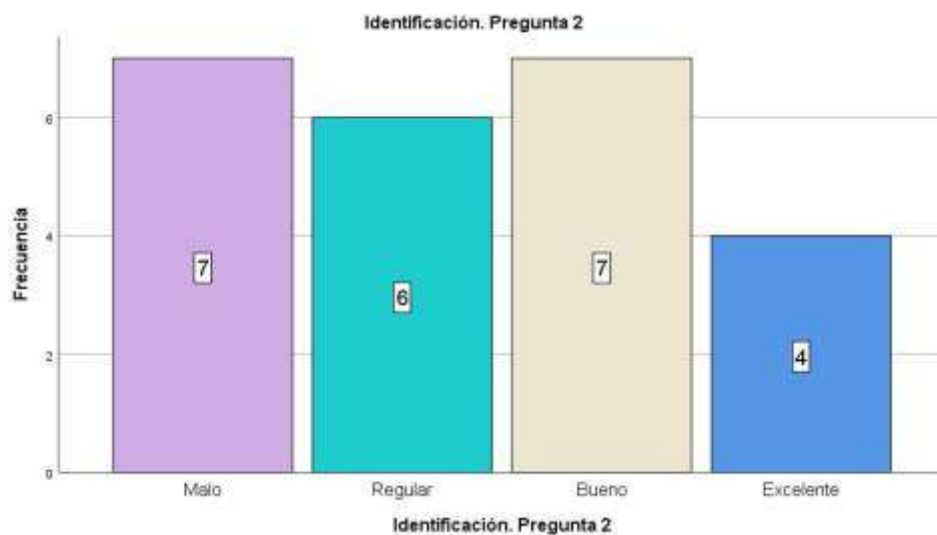 Identificación. Pregunta 2
Frecuencia
6
4
2
0
7
6
7
4
Malo Regular Bueno Excelente
Identificación. Pregunta 2